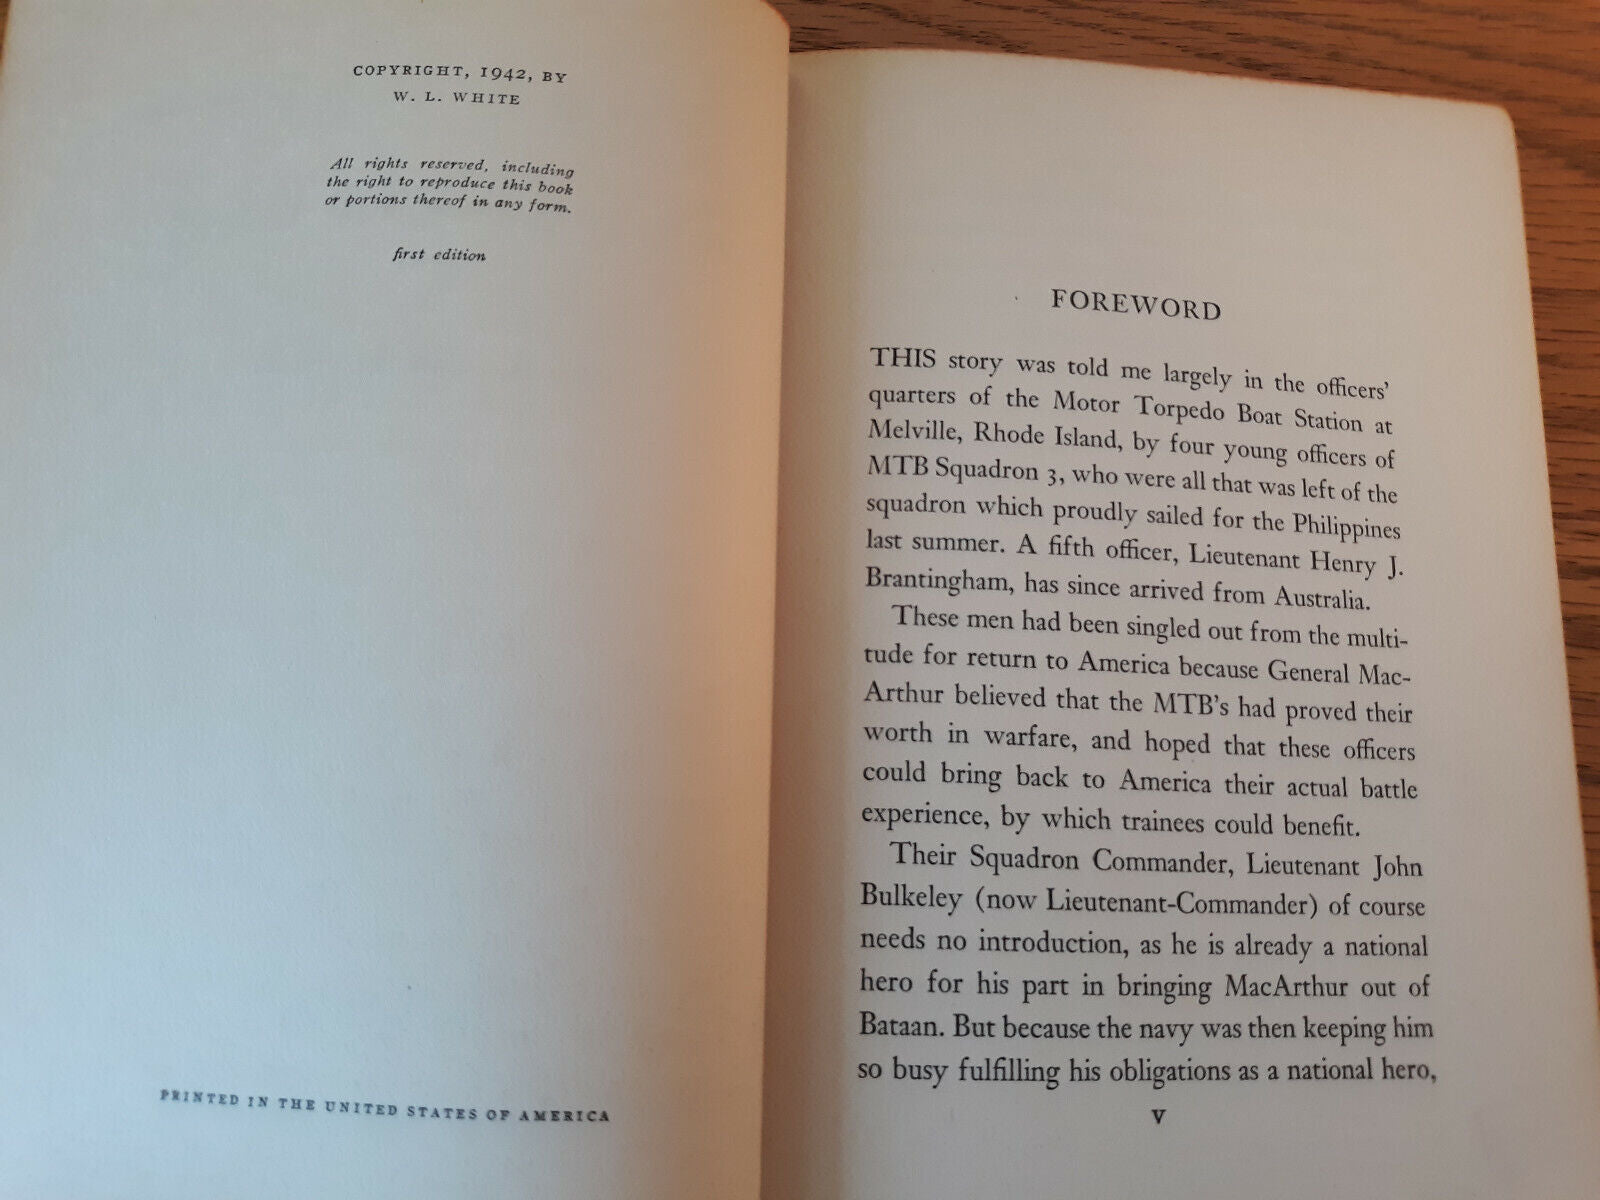 COPYRIGHT, 1942, BY
W. L. WHITE
All rights reserved, including
the right to reproduce this book
or portions thereof in any form.
first edition
PRINTED IN THE UNITED STATES OF AMERICA
FOREWORD
THIS story was told me largely in the officers'
quarters of the Motor Torpedo Boat Station at
Melville, Rhode Island, by four young officers of
MTB Squadron 3, who were all that was left of the
squadron which proudly sailed for the Philippines
last summer. A fifth officer, Lieutenant Henry J.
Brantingham, has since arrived from Australia.
These men had been singled out from the multi-
tude for return to America because General Mac-
Arthur believed that the MTB's had proved their
worth in warfare, and hoped that these officers
could bring back to America their actual battle
experience, by which trainees could benefit.
Their Squadron Commander, Lieutenant John
Bulkeley (now Lieutenant-Commander) of course
needs no introduction, as he is already a national
hero for his part in bringing MacArthur out of
Bataan. But because the navy was then keeping him
so busy fulfilling his obligations as a national hero,
V